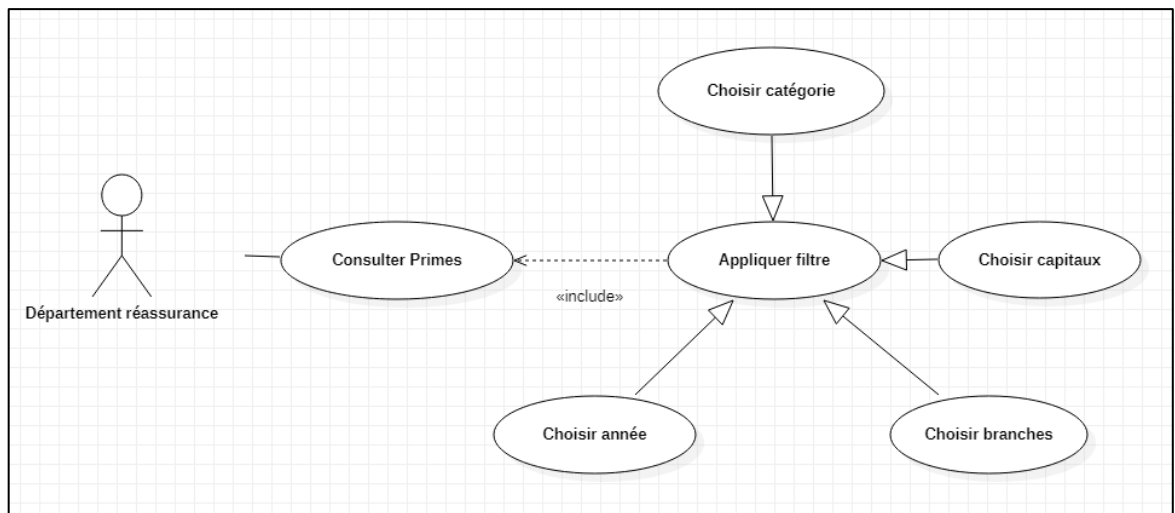 Choisir catégorie
Consulter Primes
Appliquer filtre
Choisir capitaux
«include»
Département réassurance
Choisir année
Choisir branches